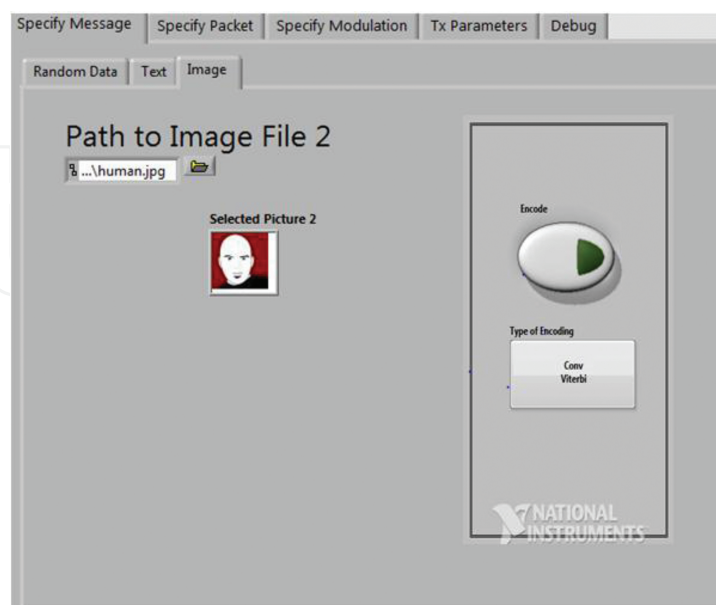 Specify Message Specify Packet Specify Modulation Tx Parameters Debug
Random Data Text Image
Path to Image File 2
...\human.jpg
Selected Picture 2
Encode
Type of Encoding
Conv
Viterbi
NATIONAL
INSTRUMENTS